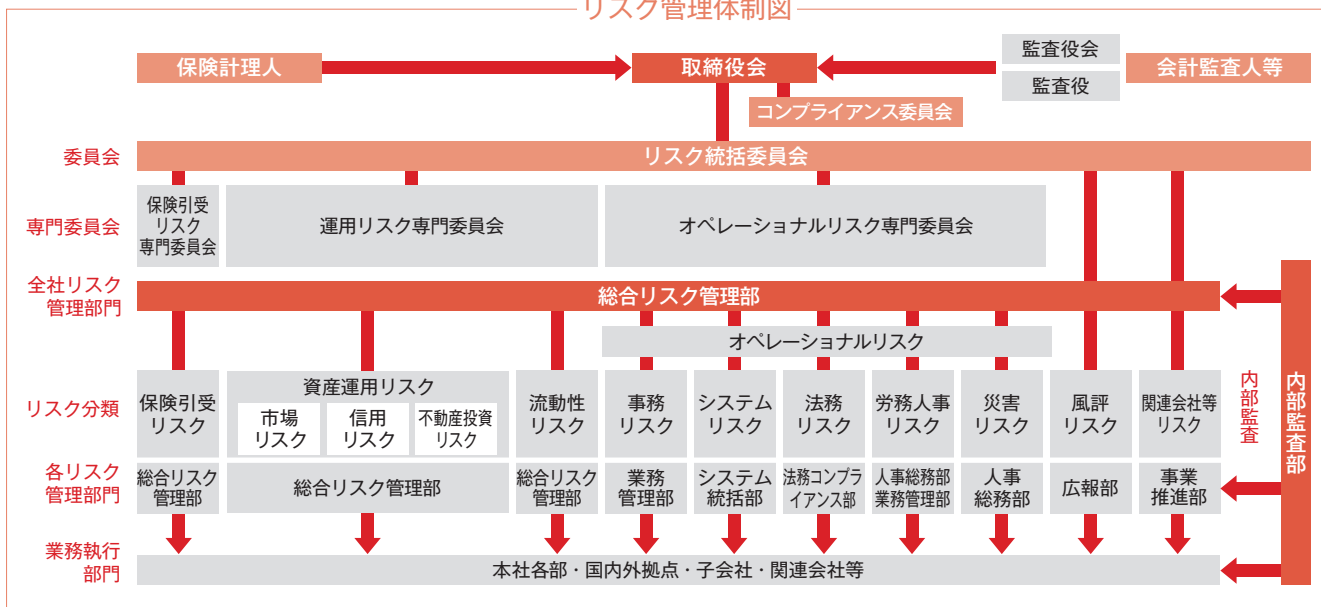 リスク管理体制図
保険計理人
取締役会
監査役会
監査役
会計監査人等
コンプライアンス委員会
委員会
リスク統括委員会
専門委員会
保険引受
リスク
専門委員会
運用リスク専門委員会
オペレーショナルリスク専門委員会
全社リスク
管理部門
総合リスク管理部
オペレーショナルリスク
リスク分類
保険引受
リスク
資産運用リスク
市場
リスク
信用
リスク
不動産投資
リスク
流動性
リスク
事務
リスク
システム
リスク
法務
リスク
労務人事
リスク
災害
リスク
風評
リスク
関連会社等
リスク
内部監査
内部監査部
各リスク
管理部門
総合リスク
管理部
総合リスク管理部
総合リスク
管理部
業務
管理部
システム
統括部
法務コンプラ
イアンス部
人事総務部
業務管理部
人事
総務部
広報部
事業
推進部
業務執行
部門
本社各部・国内外拠点・子会社・関連会社等